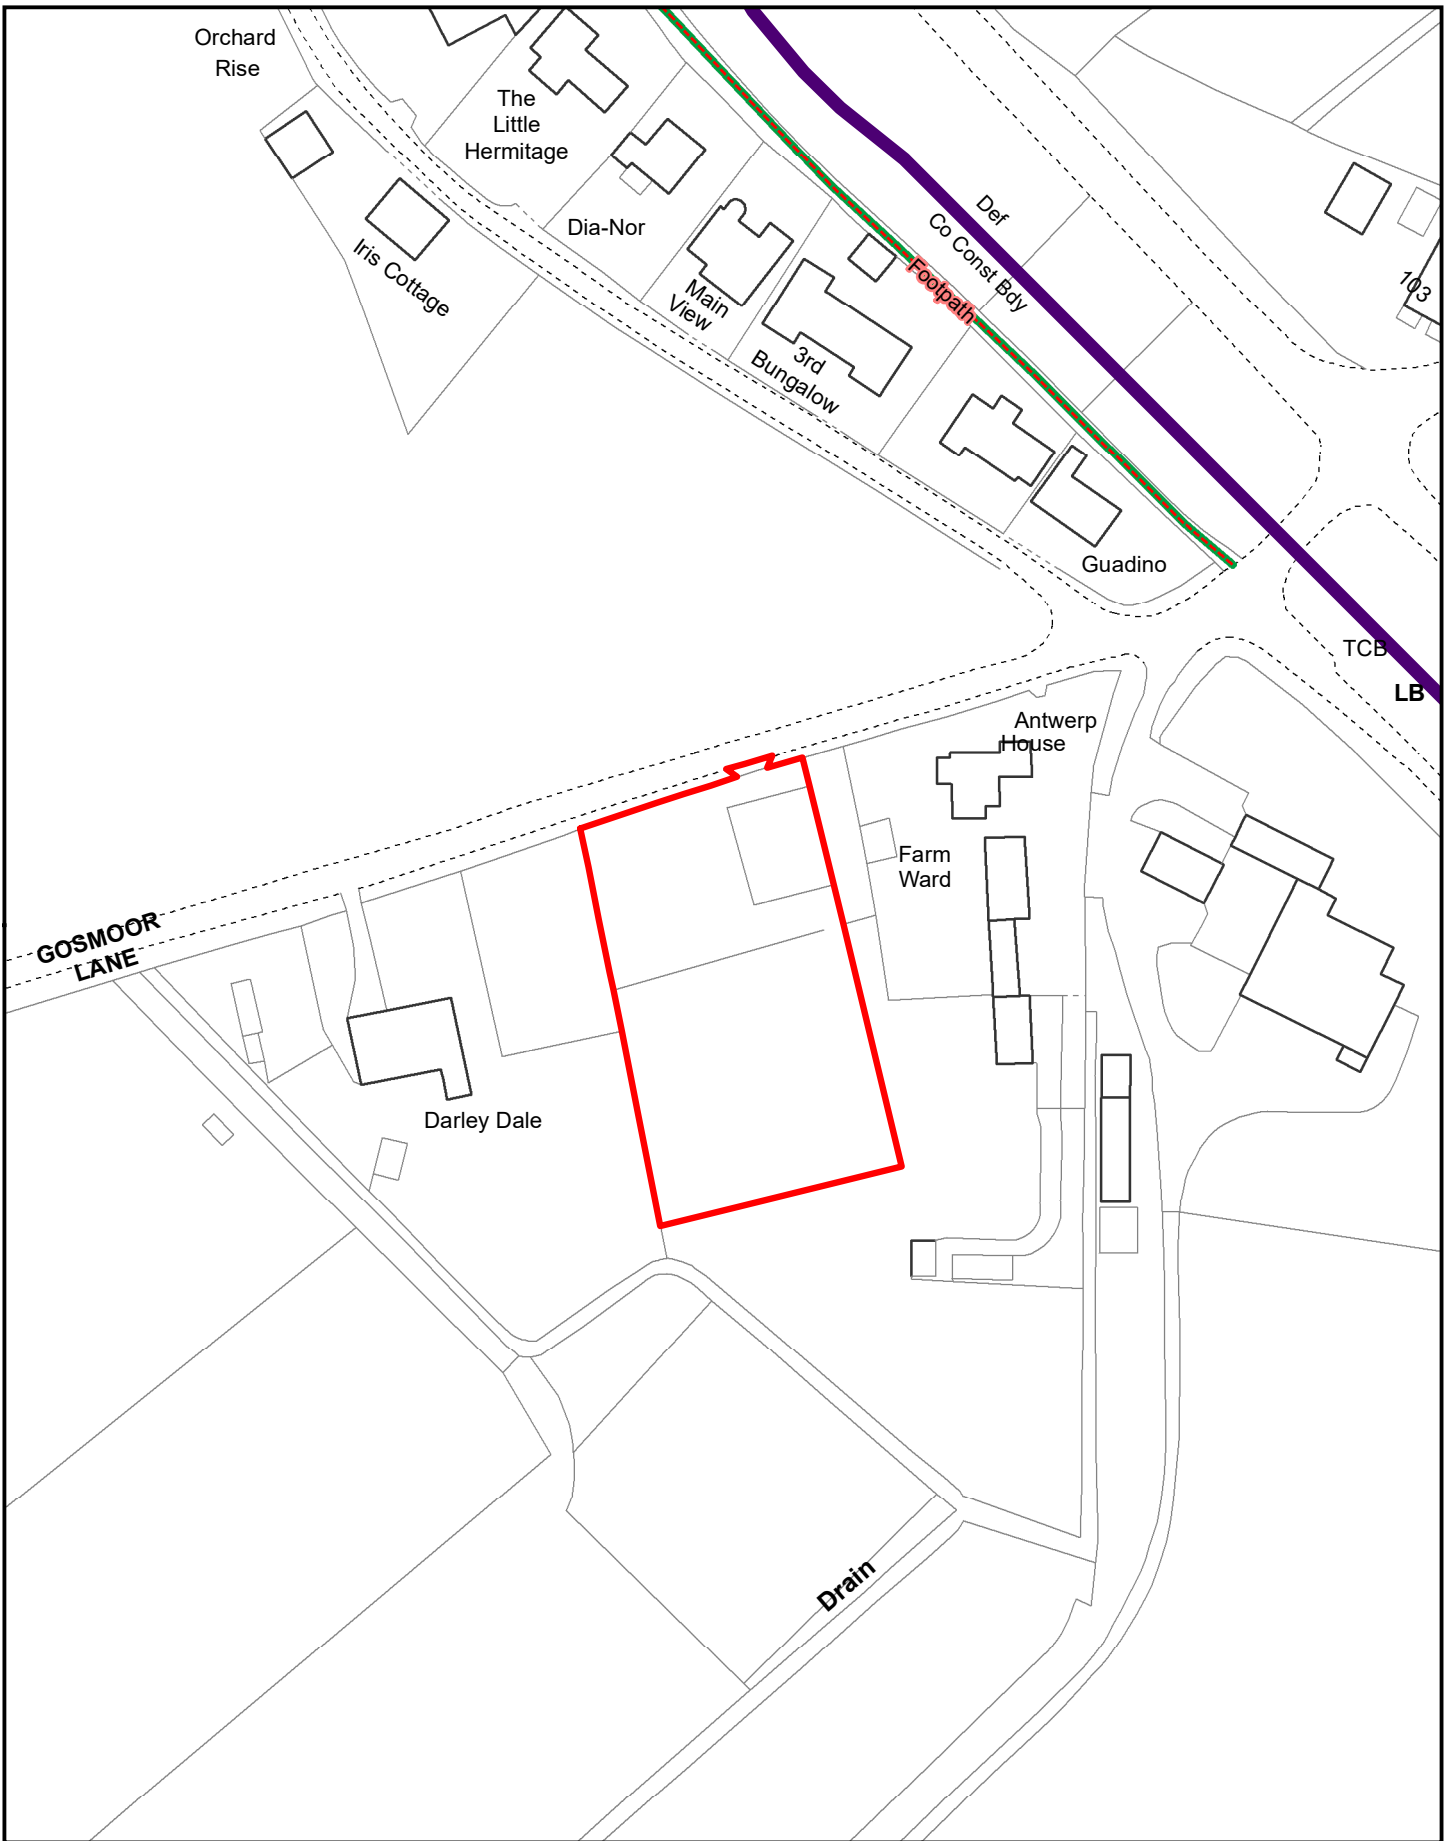 Orchard
Rise
The
Little
Hermitage
Dia-Nor
Iris Cottage
Main
View
3rd
Bungalow
Def
Co Const Bdy
Footpath
103
Guadino
TCB
LB
Antwerp
House
Farm
Ward
GOSMOOR
LANE
Darley Dale
Drain